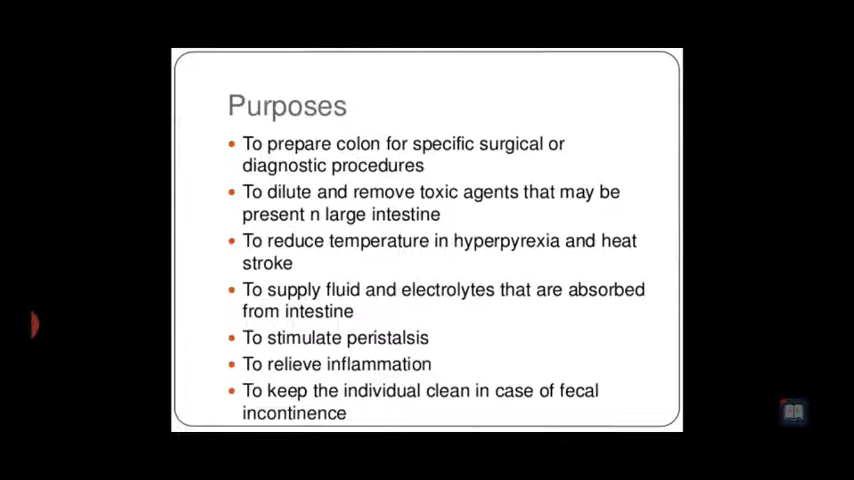 Purposes
• To prepare colon for specific surgical or
diagnostic procedures
• To dilute and remove toxic agents that may be
present n large intestine
• To reduce temperature in hyperpyrexia and heat
stroke
• To supply fluid and electrolytes that are absorbed
from intestine
• To stimulate peristalsis
• To relieve inflammation
• To keep the individual clean in case of fecal
incontinence